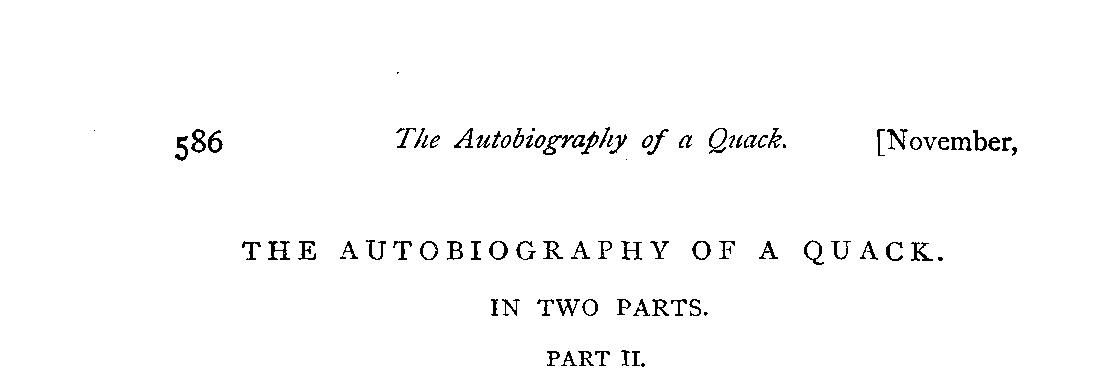 586 The Autobiography of a Quack. [November,
THE AUTOBIOGRAPHY OF A QUACK.
IN TWO PARTS.
PART II.